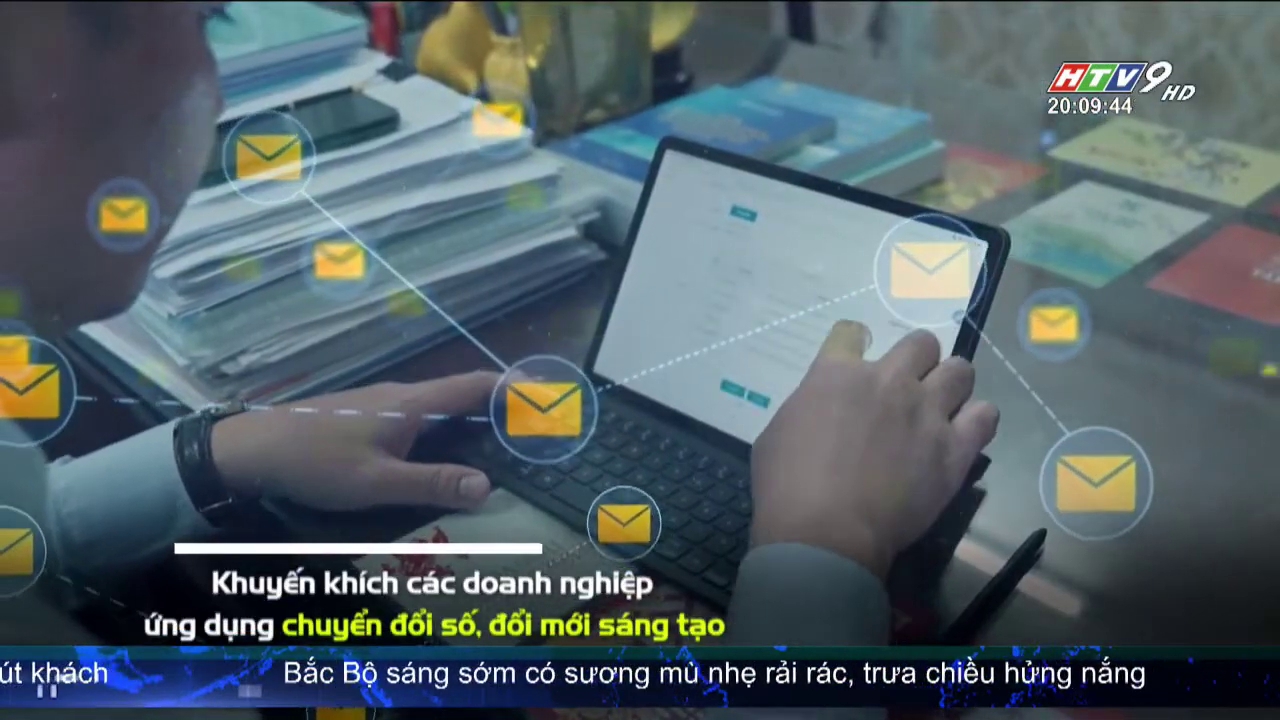 HTV9 HD
20:09:44
Khuyến khích các doanh nghiệp
ứng dụng chuyển đổi số, đổi mới sáng tạo
út khách Bắc Bộ sáng sớm có sương mù nhẹ rải rác, trưa chiều hửng nắng